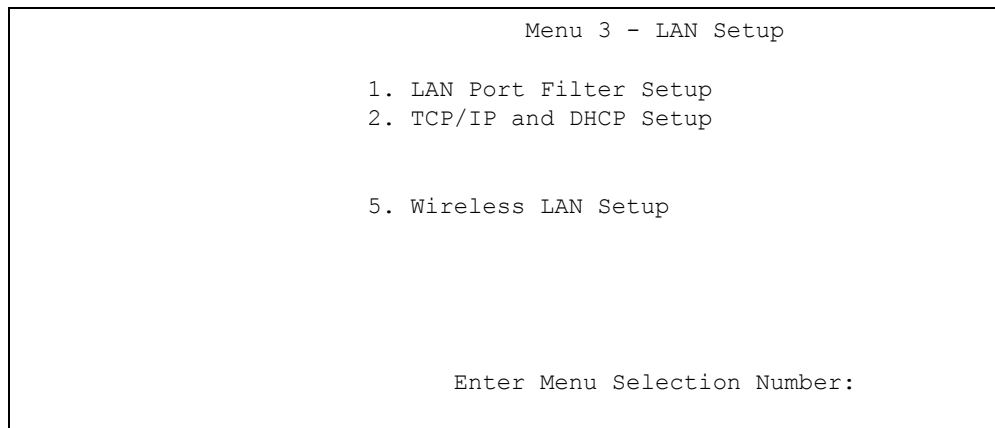 Menu 3 - LAN Setup
1. LAN Port Filter Setup
2. TCP/IP and DHCP Setup
5. Wireless LAN Setup
Enter Menu Selection Number: